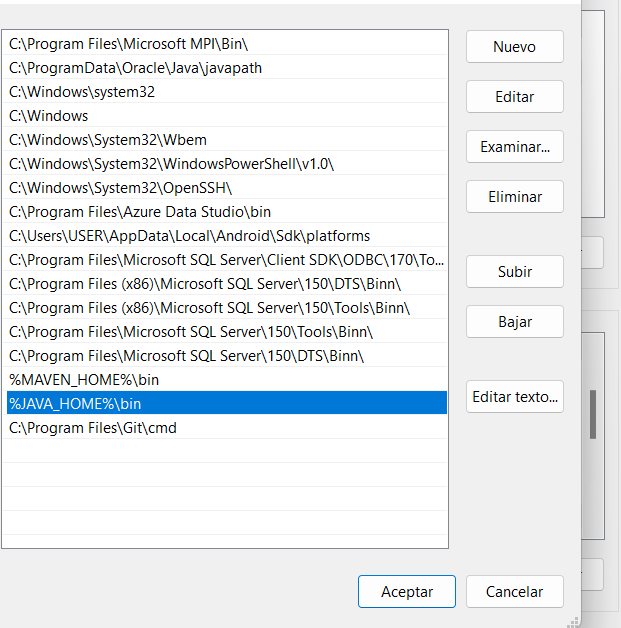 C:\Program Files\Microsoft MPI\Bin\
C:\ProgramData\Oracle\Java\javapath
C:\Windows\system32
C:\Windows
C:\Windows\System32\Wbem
C:\Windows\System32\WindowsPowerShell\v1.0\
C:\Windows\System32\OpenSSH\
C:\Program Files\Azure Data Studio\bin
C:\Users\USER\AppData\Local\Android\Sdk\platforms
C:\Program Files\Microsoft SQL Server\Client SDK\ODBC\170\To...
C:\Program Files (x86)\Microsoft SQL Server\150\DTS\Binn\
C:\Program Files (x86)\Microsoft SQL Server\150\Tools\Binn\
C:\Program Files\Microsoft SQL Server\150\Tools\Binn\
C:\Program Files\Microsoft SQL Server\150\DTS\Binn\
%MAVEN_HOME%\bin
%JAVA_HOME%\bin
C:\Program Files\Git\cmd
Nuevo
Editar
Examinar...
Eliminar
Subir
Bajar
Editar texto...
Aceptar
Cancelar